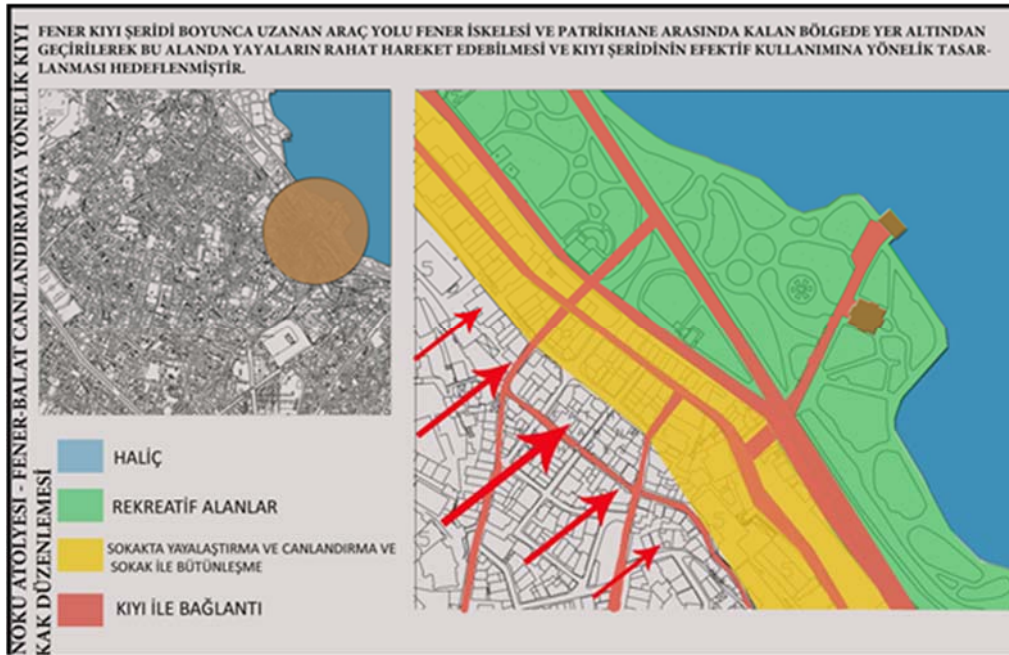 FENER KIYI ŞERİDİ BOYUNCA UZANAN ARAÇ YOLU FENER İSKELESİ VE PATRİKHANE ARASINDA KALAN BÖLGEDE YER ALTINDAN
GEÇİRİLEREK BU ALANDA YAYALARIN RAHAT HAREKET EDEBİLMESİ VE KIYI ŞERİDİNİN EFEKTİF KULLANIMINA YÖNELİK TASAR-
LANMASI HEDEFLENMİŞTİR.
NOKU ATOLYESİ - FENER-BALAT CANLANDIRMAYA YÖNELİK KIYI
KAK DÜZENLEMESİ
HALİÇ
REKREATİF ALANLAR
SOKAKTA YAYALAŞTIRMA VE CANLANDIRMA VE
SOKAK İLE BÜTÜNLEŞME
KIYI İLE BAĞLANTI